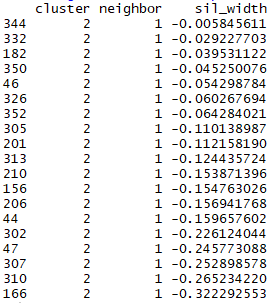 cluster neighbor sil_width
344 2 1 -0.005845611
332 2 1 -0.029227703
182 2 1 -0.039531122
350 2 1 -0.045250076
46 2 1 -0.054298784
326 2 1 -0.060267694
352 2 1 -0.064284021
305 2 1 -0.110138987
201 2 1 -0.112158190
313 2 1 -0.124435724
210 2 1 -0.153871396
156 2 1 -0.154763026
206 2 1 -0.156941768
44 2 1 -0.159657602
302 2 1 -0.226124044
47 2 1 -0.245773088
307 2 1 -0.252898578
310 2 1 -0.265234220
166 2 1 -0.322292553